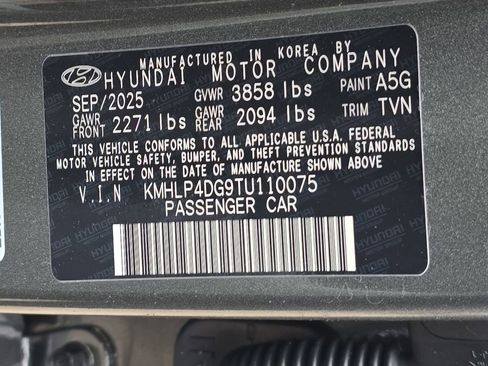 MANUFACTURED IN KOREA BY
HYUNDAI MOTOR COMPANY
SEP/2025 GVWR 3858 lbs PAINT A5G
GAWR FRONT 2271 lbs GAWR REAR 2094 lbs TRIM TVN
THIS VEHICLE CONFORMS TO ALL APPLICABLE U.S.A. FEDERAL
MOTOR VEHICLE SAFETY, BUMPER, AND THEFT PREVENTION
STANDARDS IN EFFECT ON THE DATE OF MANUFACTURE SHOWN ABOVE.
V.I.N KMHLP4DG9TU110075
PASSENGER CAR